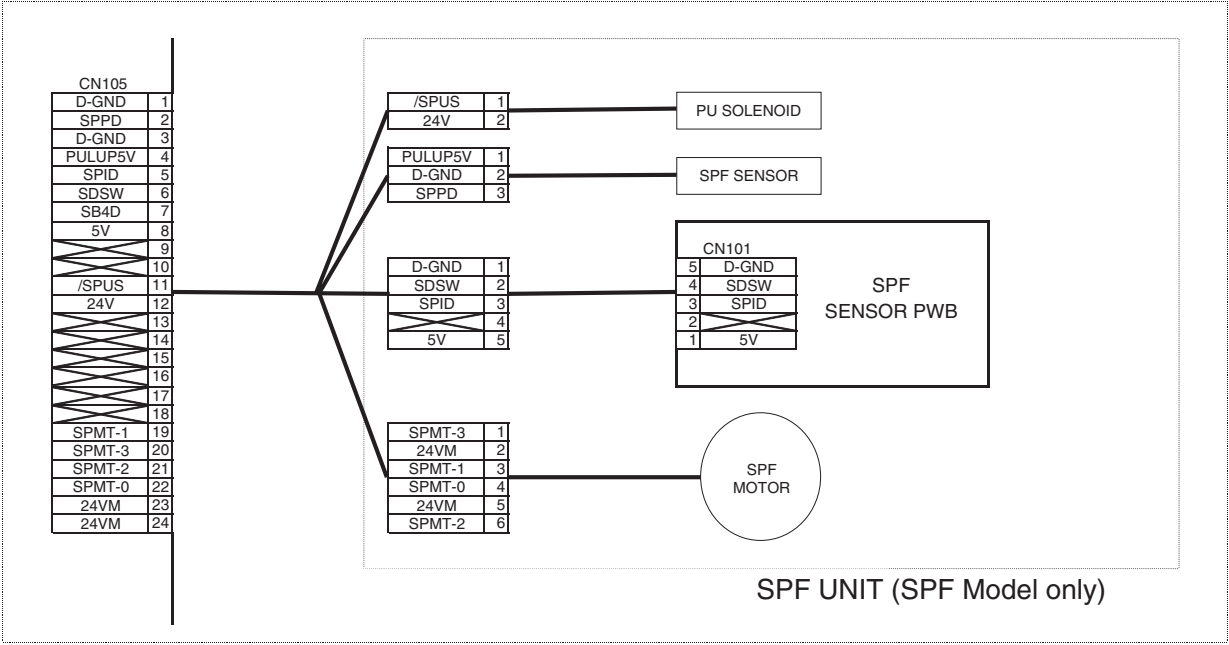 CN105
D-GND 1
SPPD 2
D-GND 3
PULUP5V 4
SPID 5
SDSW 6
SB4D 7
5V 8
9
10
/SPUS 11
24V 12
13
14
15
16
17
18
SPMT-1 19
SPMT-3 20
SPMT-2 21
SPMT-0 22
24VM 23
24VM 24
/SPUS 1
24V 2
PU SOLENOID
PULUP5V 1
D-GND 2
SPPD 3
SPF SENSOR
D-GND 1
SDSW 2
SPID 3
4
5V 5
CN101
5 D-GND
4 SDSW
3 SPID
2
1 5V
SPF
SENSOR PWB
SPMT-3 1
24VM 2
SPMT-1 3
SPMT-0 4
24VM 5
SPMT-2 6
SPF
MOTOR
SPF UNIT (SPF Model only)